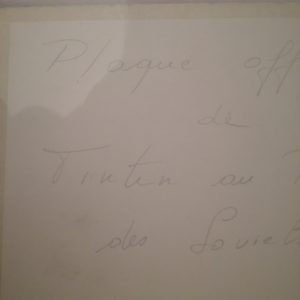 Plaque off
de
Tintin au
des Soviet